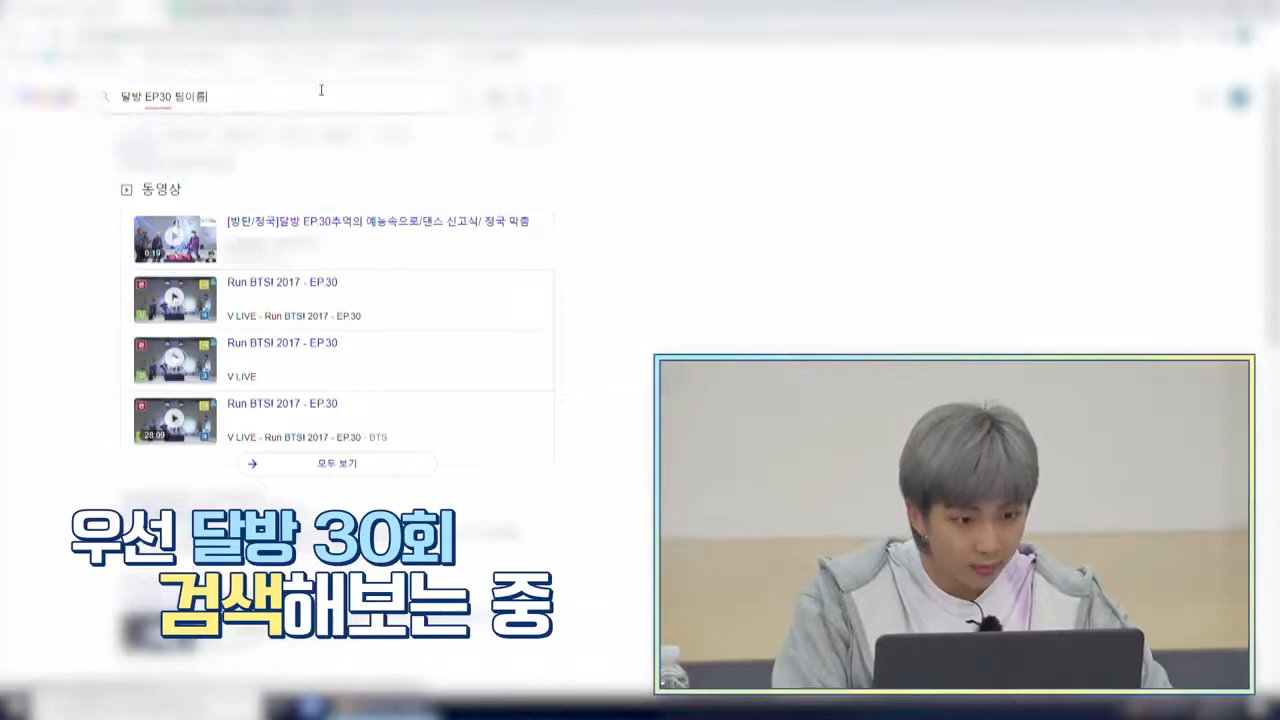 달방 EP30 팀이름
동영상
[방탄/정국]달방 EP.30추억의 예능속으로/댄스 신고식/ 정국 막춤
0:19
Run BTS! 2017 - EP.30
V LIVE - Run BTS! 2017 - EP.30
Run BTS! 2017 - EP.30
V LIVE
Run BTS! 2017 - EP.30
28:09
V LIVE - Run BTS! 2017 - EP.30 · BTS
모두 보기
우선 달방 30회
검색해보는 중